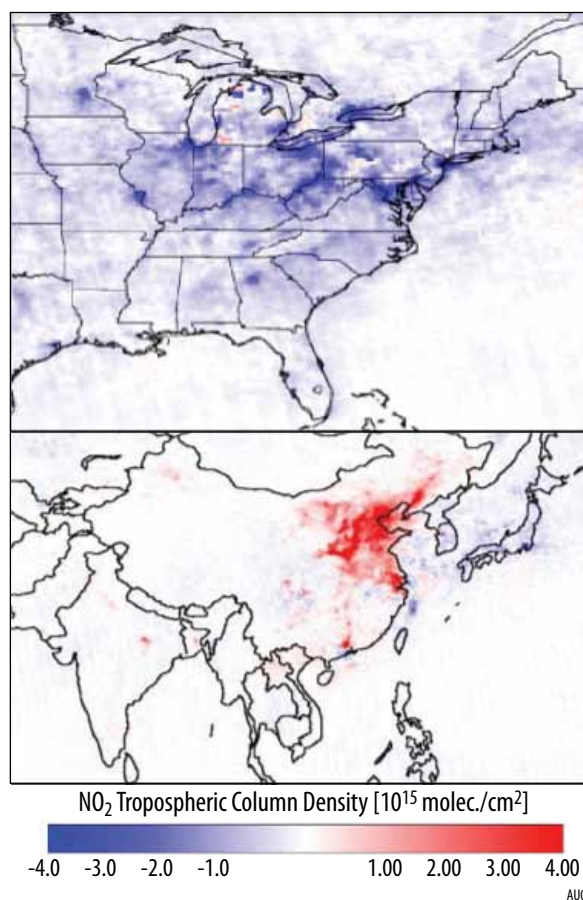 NO₂ Tropospheric Column Density [10¹⁵ molec./cm²]
-4.0 -3.0 -2.0 -1.0 1.00 2.00 3.00 4.00
AUG